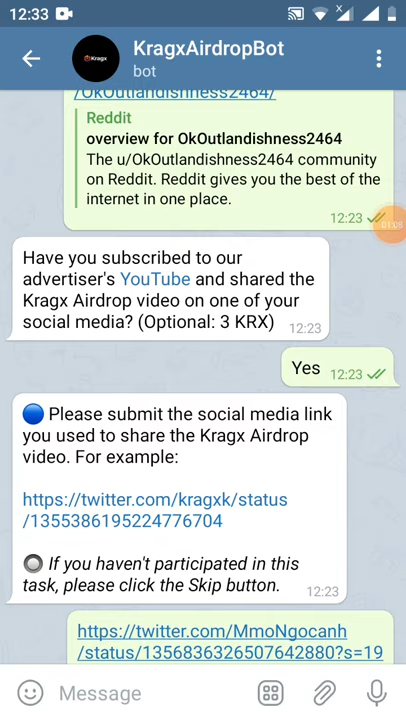 12:33
Kragx
KragxAirdropBot
bot
/OkOutlandishness2464/
Reddit
overview for OkOutlandishness2464
The u/OkOutlandishness2464 community
on Reddit. Reddit gives you the best of the
internet in one place.
12:23
01:08
Have you subscribed to our
advertiser's YouTube and shared the
Kragx Airdrop video on one of your
social media? (Optional: 3 KRX)
12:23
Yes
12:23
Please submit the social media link
you used to share the Kragx Airdrop
video. For example:
https://twitter.com/kragxk/status
/1355386195224776704
If you haven't participated in this
task, please click the Skip button.
12:23
https://twitter.com/MmoNgocanh
/status/1356836326507642880?s=19
Message